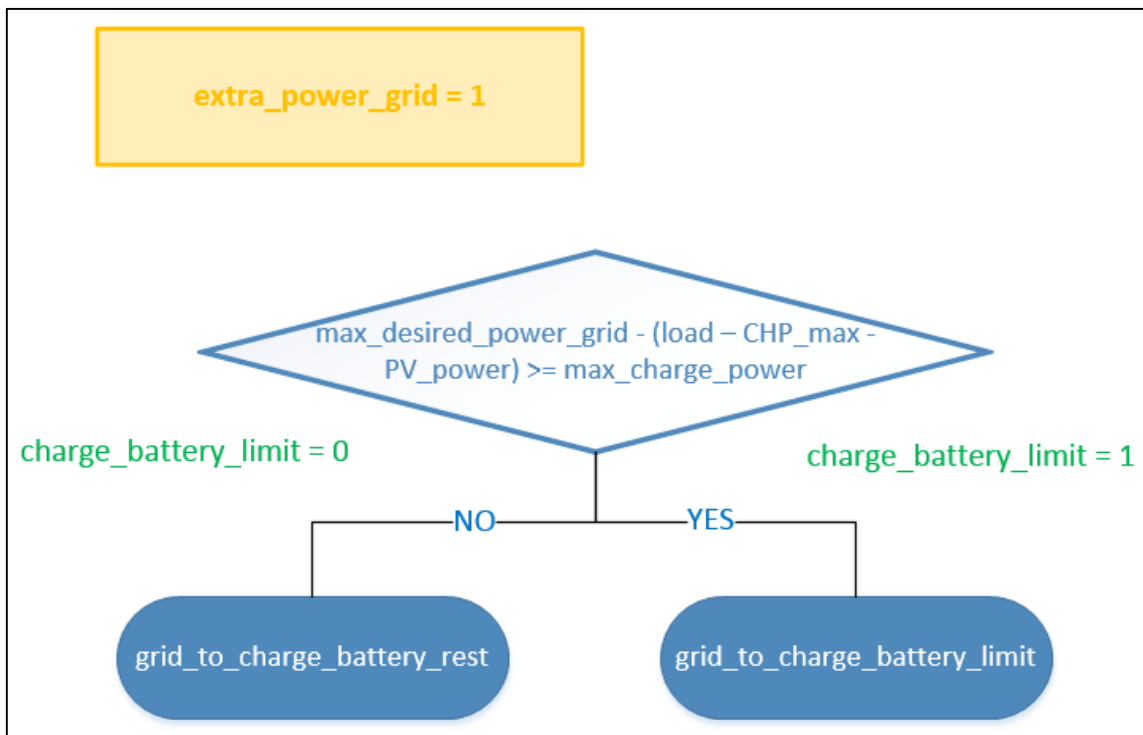 extra_power_grid = 1
max_desired_power_grid - (load – CHP_max -
PV_power) >= max_charge_power
charge_battery_limit = 0
charge_battery_limit = 1
NO
YES
grid_to_charge_battery_rest
grid_to_charge_battery_limit